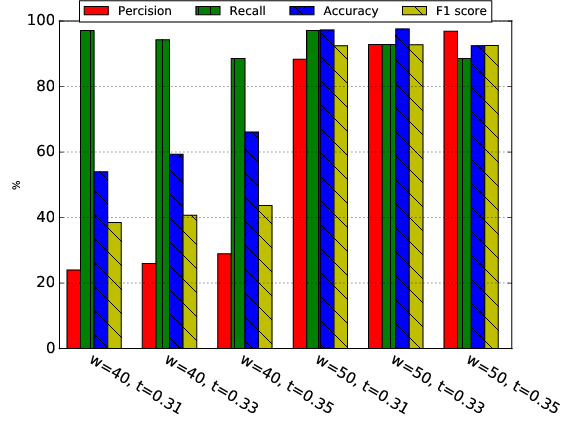 Percision Recall Accuracy F1 score
100
80
60
40
20
0
%
w=40, t=0.31
w=40, t=0.33
w=40, t=0.35
w=50, t=0.31
w=50, t=0.33
w=50, t=0.35